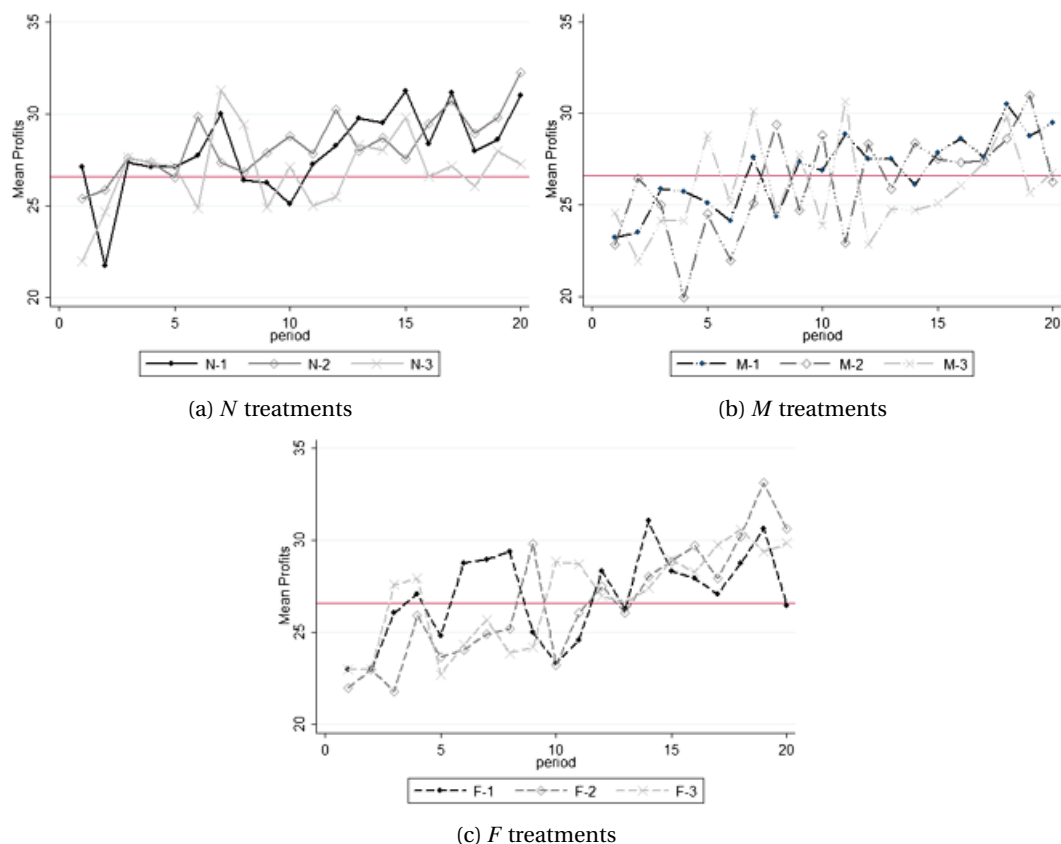 35
30
25
20
Mean Profits
0 5 10 15 20
period
N-1 N-2 N-3
(a) N treatments
35
30
25
20
Mean Profits
0 5 10 15 20
period
M-1 M-2 M-3
(b) M treatments
35
30
25
20
Mean Profits
0 5 10 15 20
period
F-1 F-2 F-3
(c) F treatments